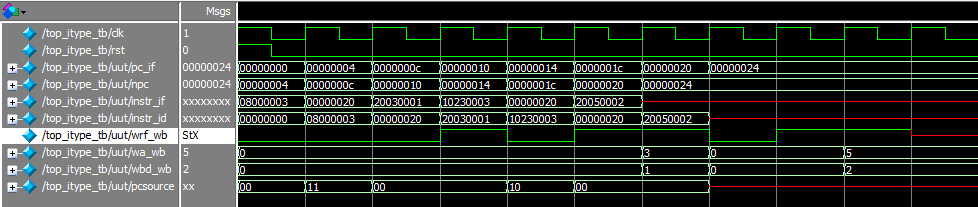 Msgs
/top_itype_tb/clk 1
/top_itype_tb/rst 0
/top_itype_tb/uut/pc_if 00000024 00000000 00000004 0000000c 00000010 00000014 0000001c 00000020 00000024
/top_itype_tb/uut/npc 00000024 00000004 0000000c 00000010 00000014 0000001c 00000020 00000024
/top_itype_tb/uut/instr_if xxxxxxxx 08000003 00000020 20030001 10230003 00000020 20050002
/top_itype_tb/uut/instr_id xxxxxxxx 00000000 08000003 00000020 20030001 10230003 00000020 20050002
/top_itype_tb/uut/wrf_wb StX
/top_itype_tb/uut/wa_wb 5 0 3 0 5
/top_itype_tb/uut/wbd_wb 2 0 1 0 2
/top_itype_tb/uut/pcsource xx 00 11 00 10 00